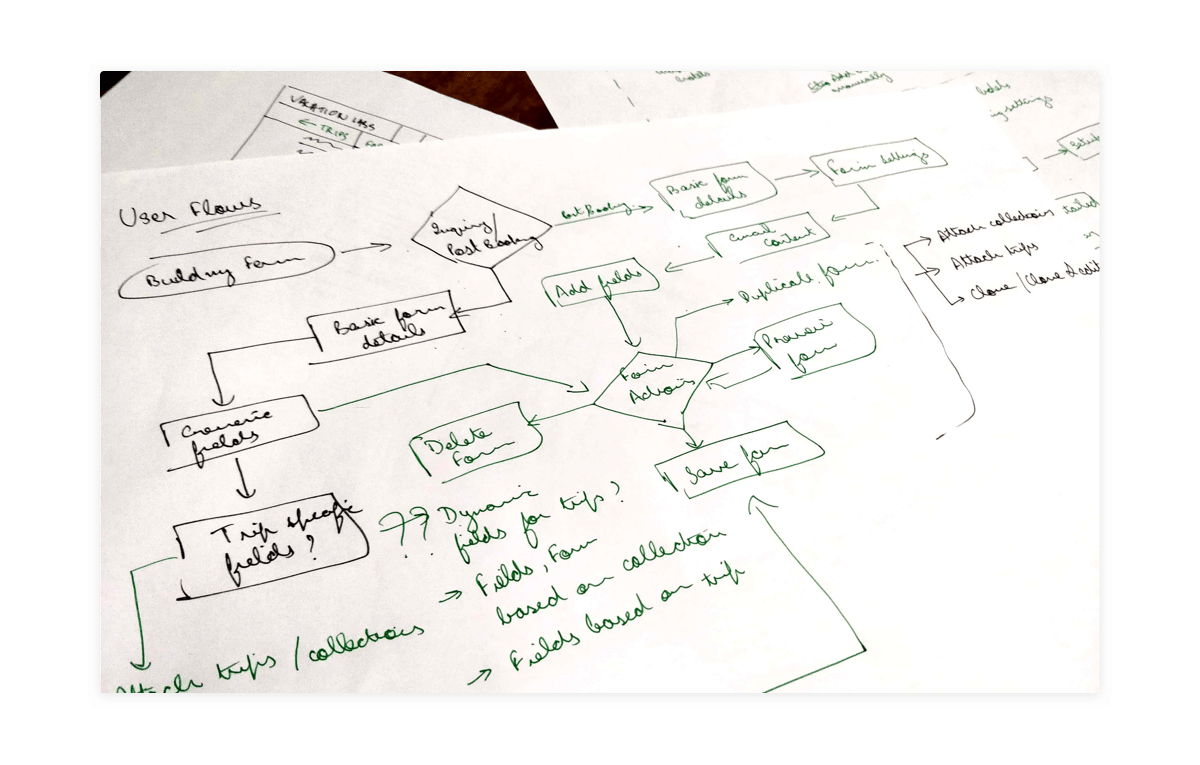 VACATION LABS
← TRIPS
manually
settings
User Flows
Building Form
Inquiry/
Post Booking
Post Booking
Basic form
details
Form settings
Email
content
Add fields
Attach collections
Attach trips
Clone / Clone & edit
Duplicate form
Basic form
details
Preview
form
Form
Actions
Generic
fields
Delete
Form
Save form
Trip specific
fields?
?? Dynamic
fields for trips?
→ Fields, Form
based on collection
→ Fields based on trip
Attach trips / collections